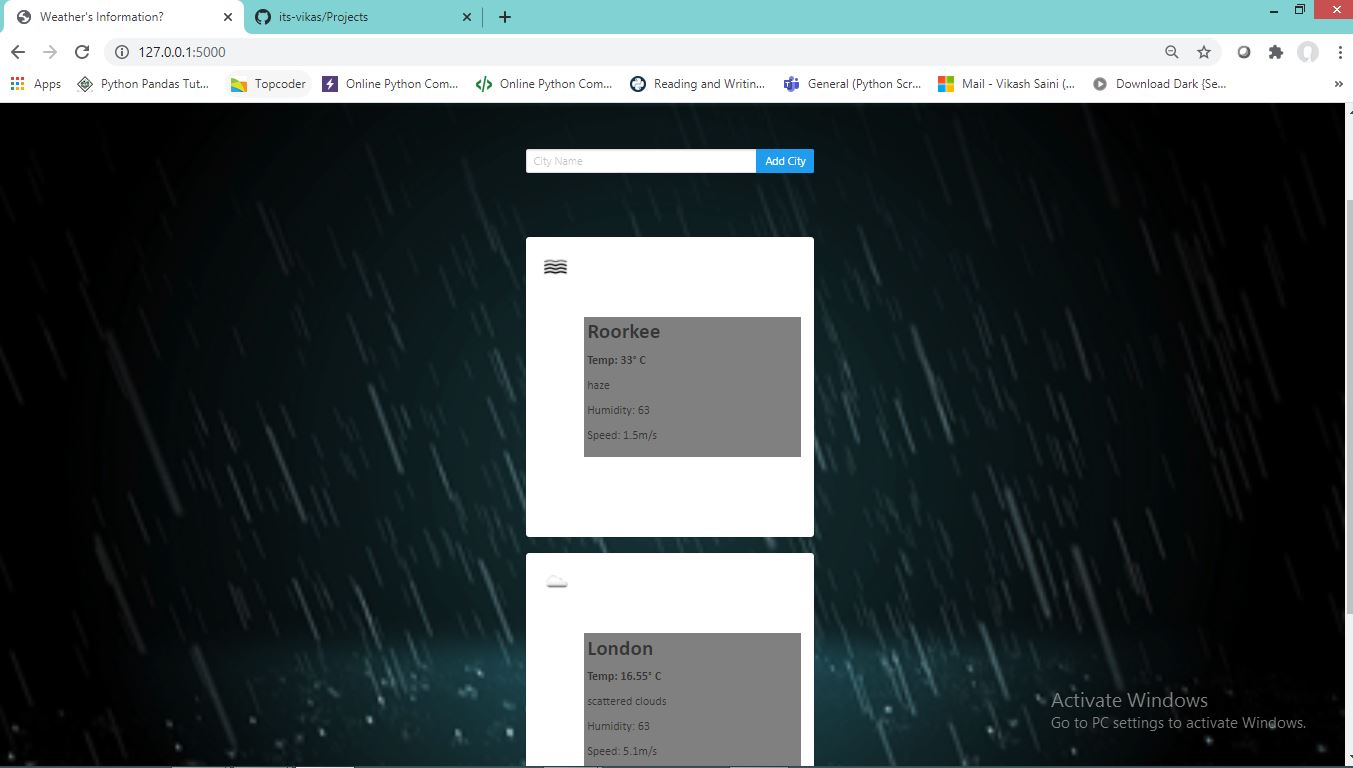 Weather's Information?
its-vikas/Projects
127.0.0.1:5000
Apps
Python Pandas Tut...
Topcoder
Online Python Com...
Online Python Com...
Reading and Writin...
General (Python Scr...
Mail - Vikash Saini (...
Download Dark {Se...
City Name
Add City
Roorkee
Temp: 33° C
haze
Humidity: 63
Speed: 1.5m/s
London
Temp: 16.55° C
scattered clouds
Humidity: 63
Speed: 5.1m/s
Activate Windows
Go to PC settings to activate Windows.